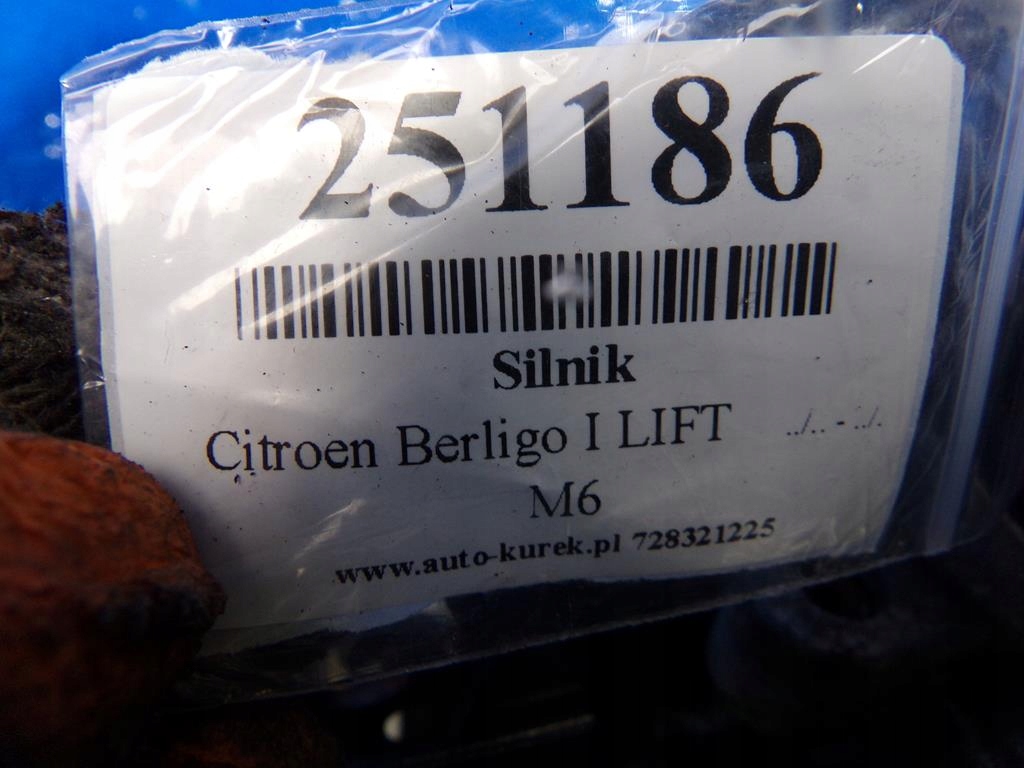 251186
Silnik
Citroen Berligo I LIFT ../.. - ../.
M6
www.auto-kurek.pl 728321225